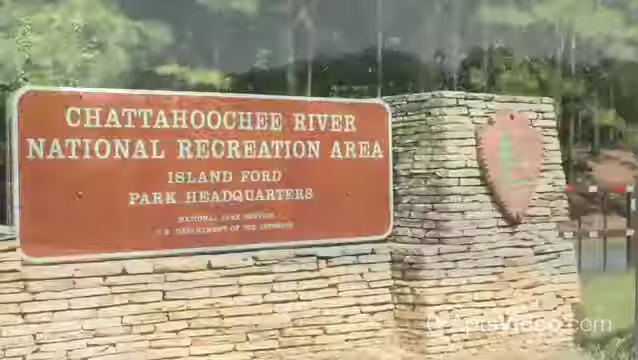 CHATTAHOOCHEE RIVER
NATIONAL RECREATION AREA
ISLAND FORD
PARK HEADQUARTERS
NATIONAL PARK SERVICE
U.S. DEPARTMENT OF THE INTERIOR